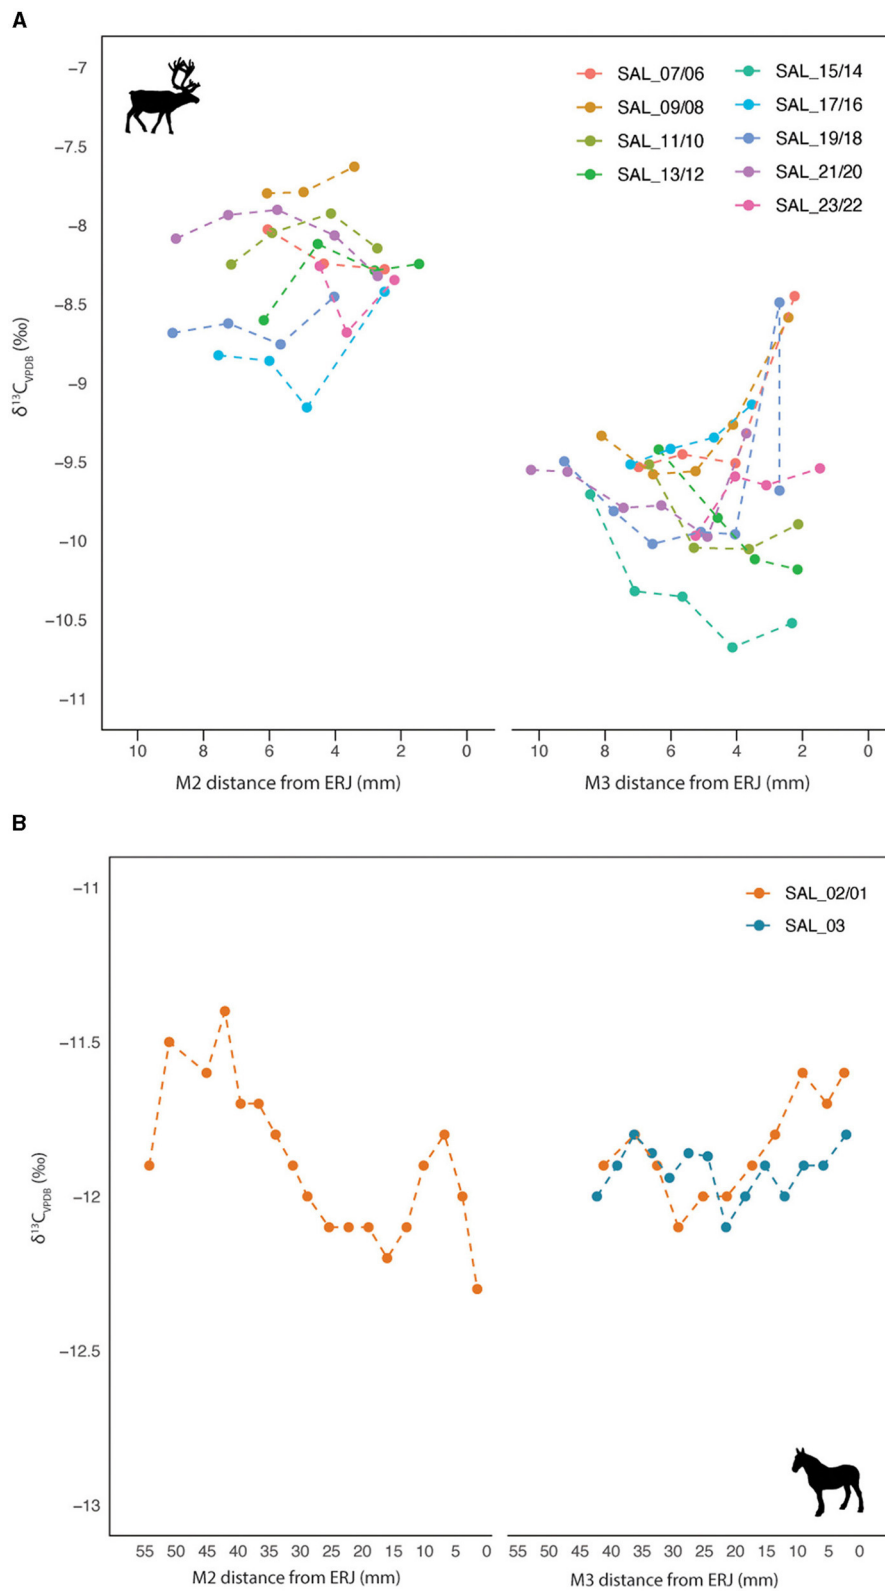 A
−7
−7.5
−8
−8.5
−9
−9.5
−10
−10.5
−11
δ¹³C_VPDB (‰)
SAL_07/06
SAL_09/08
SAL_11/10
SAL_13/12
SAL_15/14
SAL_17/16
SAL_19/18
SAL_21/20
SAL_23/22
10 8 6 4 2 0
10 8 6 4 2 0
M2 distance from ERJ (mm)
M3 distance from ERJ (mm)
B
−11
−11.5
−12
−12.5
−13
δ¹³C_VPDB (‰)
SAL_02/01
SAL_03
55 50 45 40 35 30 25 20 15 10 5 0
55 50 45 40 35 30 25 20 15 10 5 0
M2 distance from ERJ (mm)
M3 distance from ERJ (mm)